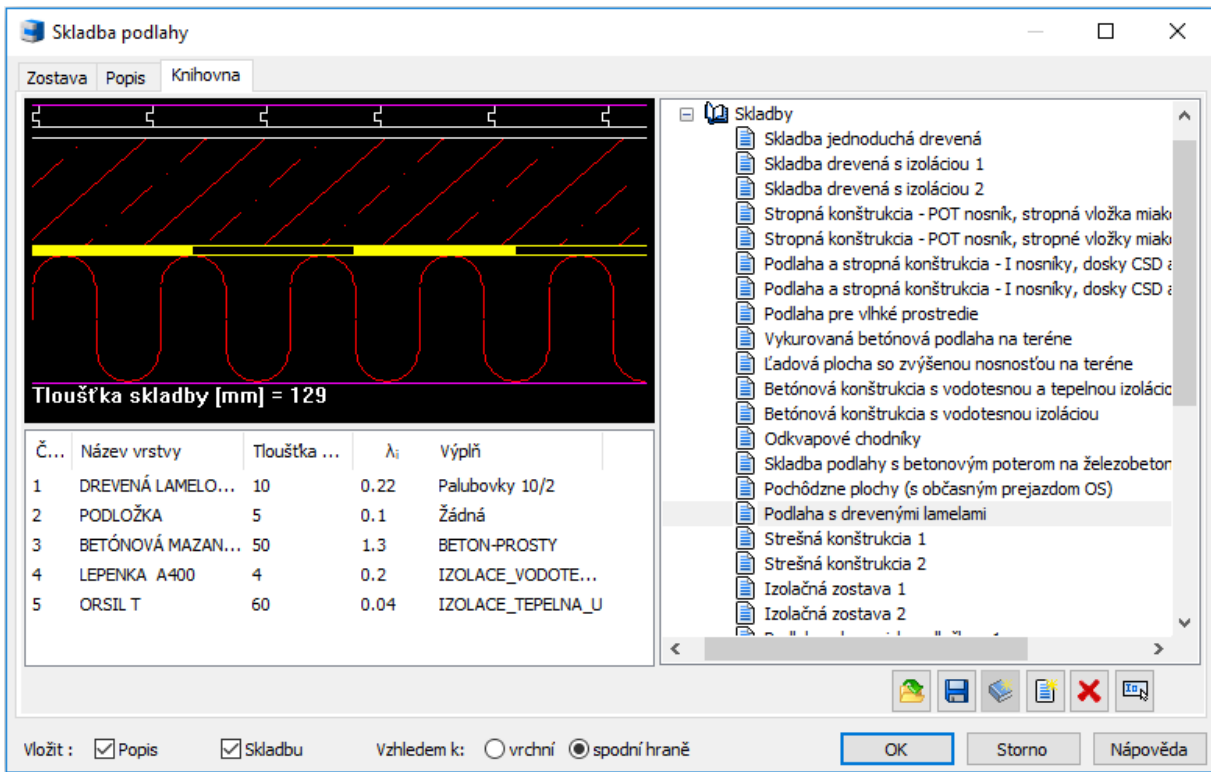 Skladba podlahy
Zostava Popis Knihovna
Tloušťka skladby [mm] = 129
Č... Název vrstvy Tloušťka ... λᵢ Výplň
1 DREVENÁ LAMELO... 10 0.22 Palubovky 10/2
2 PODLOŽKA 5 0.1 Žádná
3 BETÓNOVÁ MAZAN... 50 1.3 BETON-PROSTY
4 LEPENKA A400 4 0.2 IZOLACE_VODOTE...
5 ORSIL T 60 0.04 IZOLACE_TEPELNA_U
Skladby
Skladba jednoduchá drevená
Skladba drevená s izoláciou 1
Skladba drevená s izoláciou 2
Stropná konštrukcia - POT nosník, stropná vložka miak
Stropná konštrukcia - POT nosník, stropné vložky miak
Podlaha a stropná konštrukcia - I nosníky, dosky CSD a
Podlaha a stropná konštrukcia - I nosníky, dosky CSD a
Podlaha pre vlhké prostredie
Vykurovaná betónová podlaha na teréne
Ľadová plocha so zvýšenou nosnosťou na teréne
Betónová konštrukcia s vodotesnou a tepelnou izolácio
Betónová konštrukcia s vodotesnou izoláciou
Odkvapové chodníky
Skladba podlahy s betonovým poterom na železobeton
Pochôdzne plochy (s občasným prejazdom OS)
Podlaha s drevenými lamelami
Strešná konštrukcia 1
Strešná konštrukcia 2
Izolačná zostava 1
Izolačná zostava 2
Vložit : Popis Skladbu Vzhledem k: vrchní spodní hraně OK Storno Nápověda